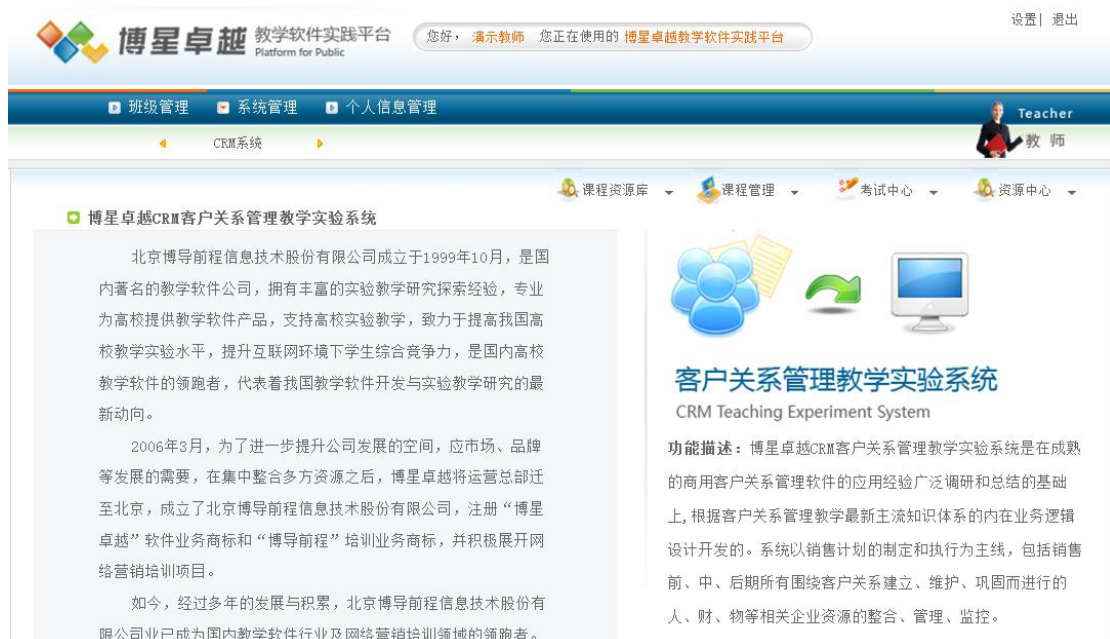 设置| 退出
博星卓越 教学软件实践平台
Platform for Public
您好，演示教师 您正在使用的 博星卓越教学软件实践平台
班级管理 系统管理 个人信息管理
Teacher
教 师
CRM系统
课程资源库 课程管理 考试中心 资源中心
博星卓越CRM客户关系管理教学实验系统
北京博导前程信息技术股份有限公司成立于1999年10月，是国
内著名的教学软件公司，拥有丰富的实验教学研究探索经验，专业
为高校提供教学软件产品，支持高校实验教学，致力于提高我国高
校教学实验水平，提升互联网环境下学生综合竞争力，是国内高校
教学软件的领跑者，代表着我国教学软件开发与实验教学研究的最
新动向。
2006年3月，为了进一步提升公司发展的空间，应市场、品牌
等发展的需要，在集中整合多方资源之后，博星卓越将运营总部迁
至北京，成立了北京博导前程信息技术股份有限公司，注册“博星
卓越”软件业务商标和“博导前程”培训业务商标，并积极展开网
络营销培训项目。
如今，经过多年的发展与积累，北京博导前程信息技术股份有
限公司业已成为国内教学软件行业及网络营销培训领域的领跑者。
客户关系管理教学实验系统
CRM Teaching Experiment System
功能描述：博星卓越CRM客户关系管理教学实验系统是在成熟
的商用客户关系管理软件的应用经验广泛调研和总结的基础
上,根据客户关系管理教学最新主流知识体系的内在业务逻辑
设计开发的。系统以销售计划的制定和执行为主线，包括销售
前、中、后期所有围绕客户关系建立、维护、巩固而进行的
人、财、物等相关企业资源的整合、管理、监控。